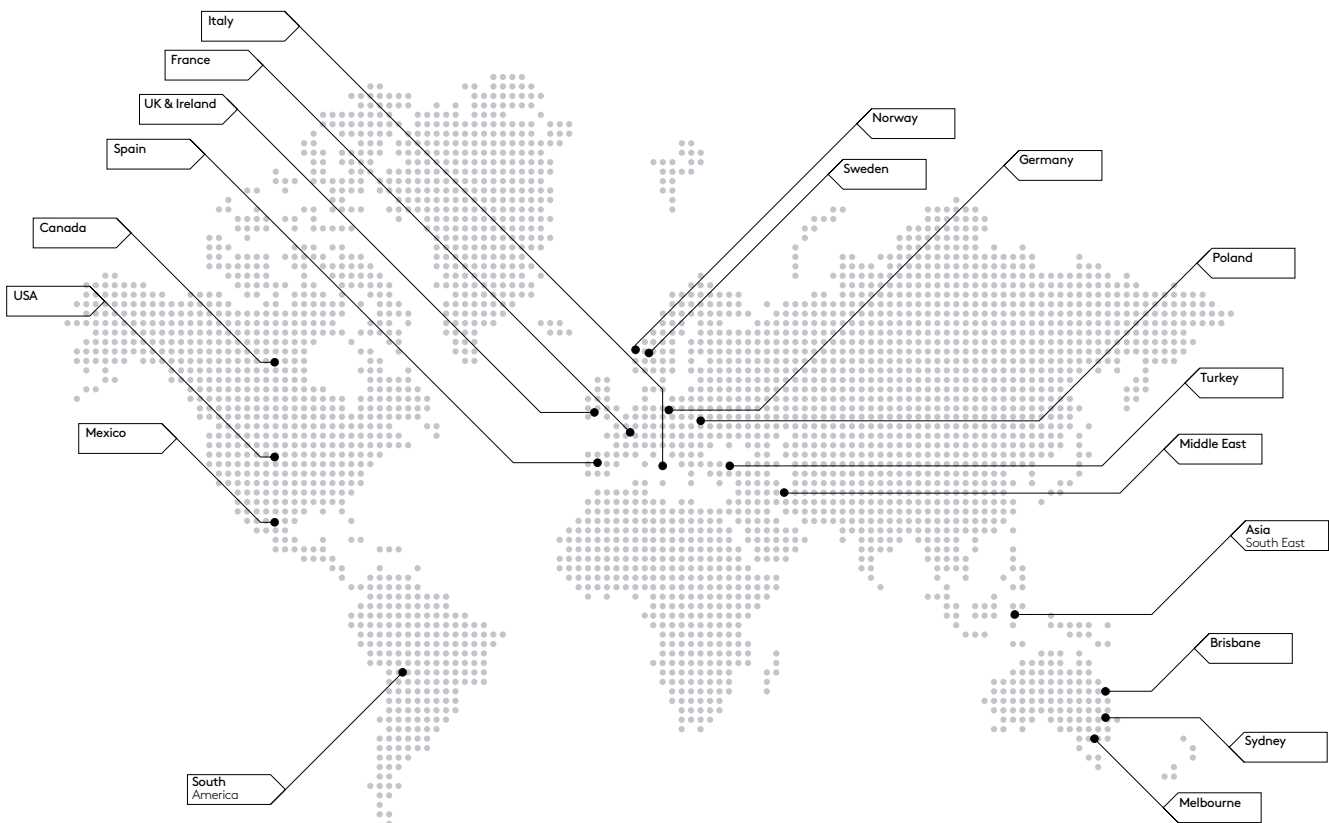 Italy
France
UK & Ireland
Spain
Canada
USA
Mexico
South
America
Norway
Sweden
Germany
Poland
Turkey
Middle East
Asia
South East
Brisbane
Sydney
Melbourne